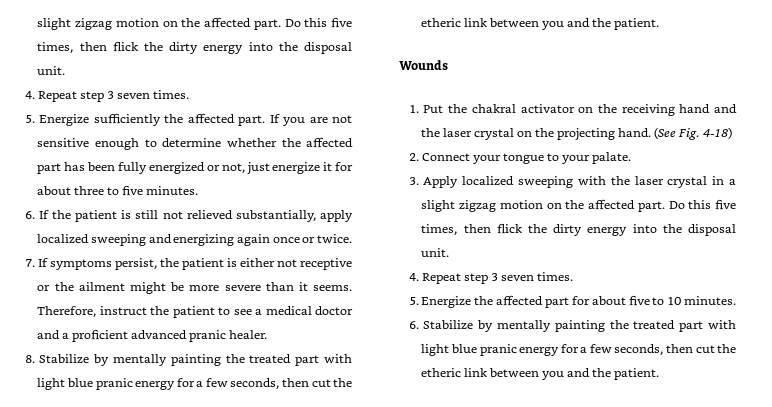 slight zigzag motion on the affected part. Do this five
times, then flick the dirty energy into the disposal
unit.
4. Repeat step 3 seven times.
5. Energize sufficiently the affected part. If you are not
sensitive enough to determine whether the affected
part has been fully energized or not, just energize it for
about three to five minutes.
6. If the patient is still not relieved substantially, apply
localized sweeping and energizing again once or twice.
7. If symptoms persist, the patient is either not receptive
or the ailment might be more severe than it seems.
Therefore, instruct the patient to see a medical doctor
and a proficient advanced pranic healer.
8. Stabilize by mentally painting the treated part with
light blue pranic energy for a few seconds, then cut the
etheric link between you and the patient.
Wounds
1. Put the chakral activator on the receiving hand and
the laser crystal on the projecting hand. (See Fig. 4-18)
2. Connect your tongue to your palate.
3. Apply localized sweeping with the laser crystal in a
slight zigzag motion on the affected part. Do this five
times, then flick the dirty energy into the disposal
unit.
4. Repeat step 3 seven times.
5. Energize the affected part for about five to 10 minutes.
6. Stabilize by mentally painting the treated part with
light blue pranic energy for a few seconds, then cut the
etheric link between you and the patient.